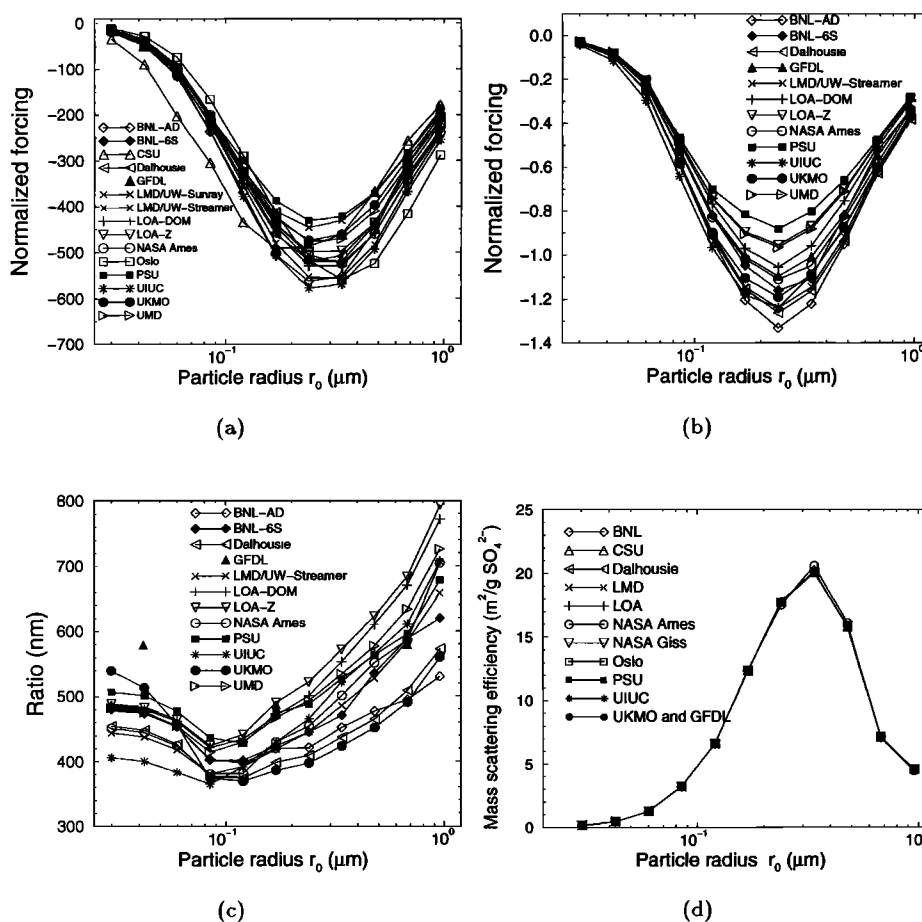 0
−100
−200
−300
−400
−500
−600
−700
Normalized forcing
BNL−AD
BNL−6S
CSU
Dalhousie
GFDL
LMD/UW−Sunray
LMD/UW−Streamer
LOA−DOM
LOA−Z
NASA Ames
Oslo
PSU
UIUC
UKMO
UMD
10⁻¹
10⁰
Particle radius r₀ (μm)
(a)
0.0
−0.2
−0.4
−0.6
−0.8
−1.0
−1.2
−1.4
Normalized forcing
BNL−AD
BNL−6S
Dalhousie
GFDL
LMD/UW−Streamer
LOA−DOM
LOA−Z
NASA Ames
PSU
UIUC
UKMO
UMD
10⁻¹
10⁰
Particle radius r₀ (μm)
(b)
800
700
600
500
400
300
Ratio (nm)
BNL−AD
BNL−6S
Dalhousie
GFDL
LMD/UW−Streamer
LOA−DOM
LOA−Z
NASA Ames
PSU
UIUC
UKMO
UMD
10⁻¹
10⁰
Particle radius r₀ (μm)
(c)
25
20
15
10
5
0
Mass scattering efficiency (m²/g SO₄²⁻)
BNL
CSU
Dalhousie
LMD
LOA
NASA Ames
NASA Giss
Oslo
PSU
UIUC
UKMO and GFDL
10⁻¹
10⁰
Particle radius r₀ (μm)
(d)